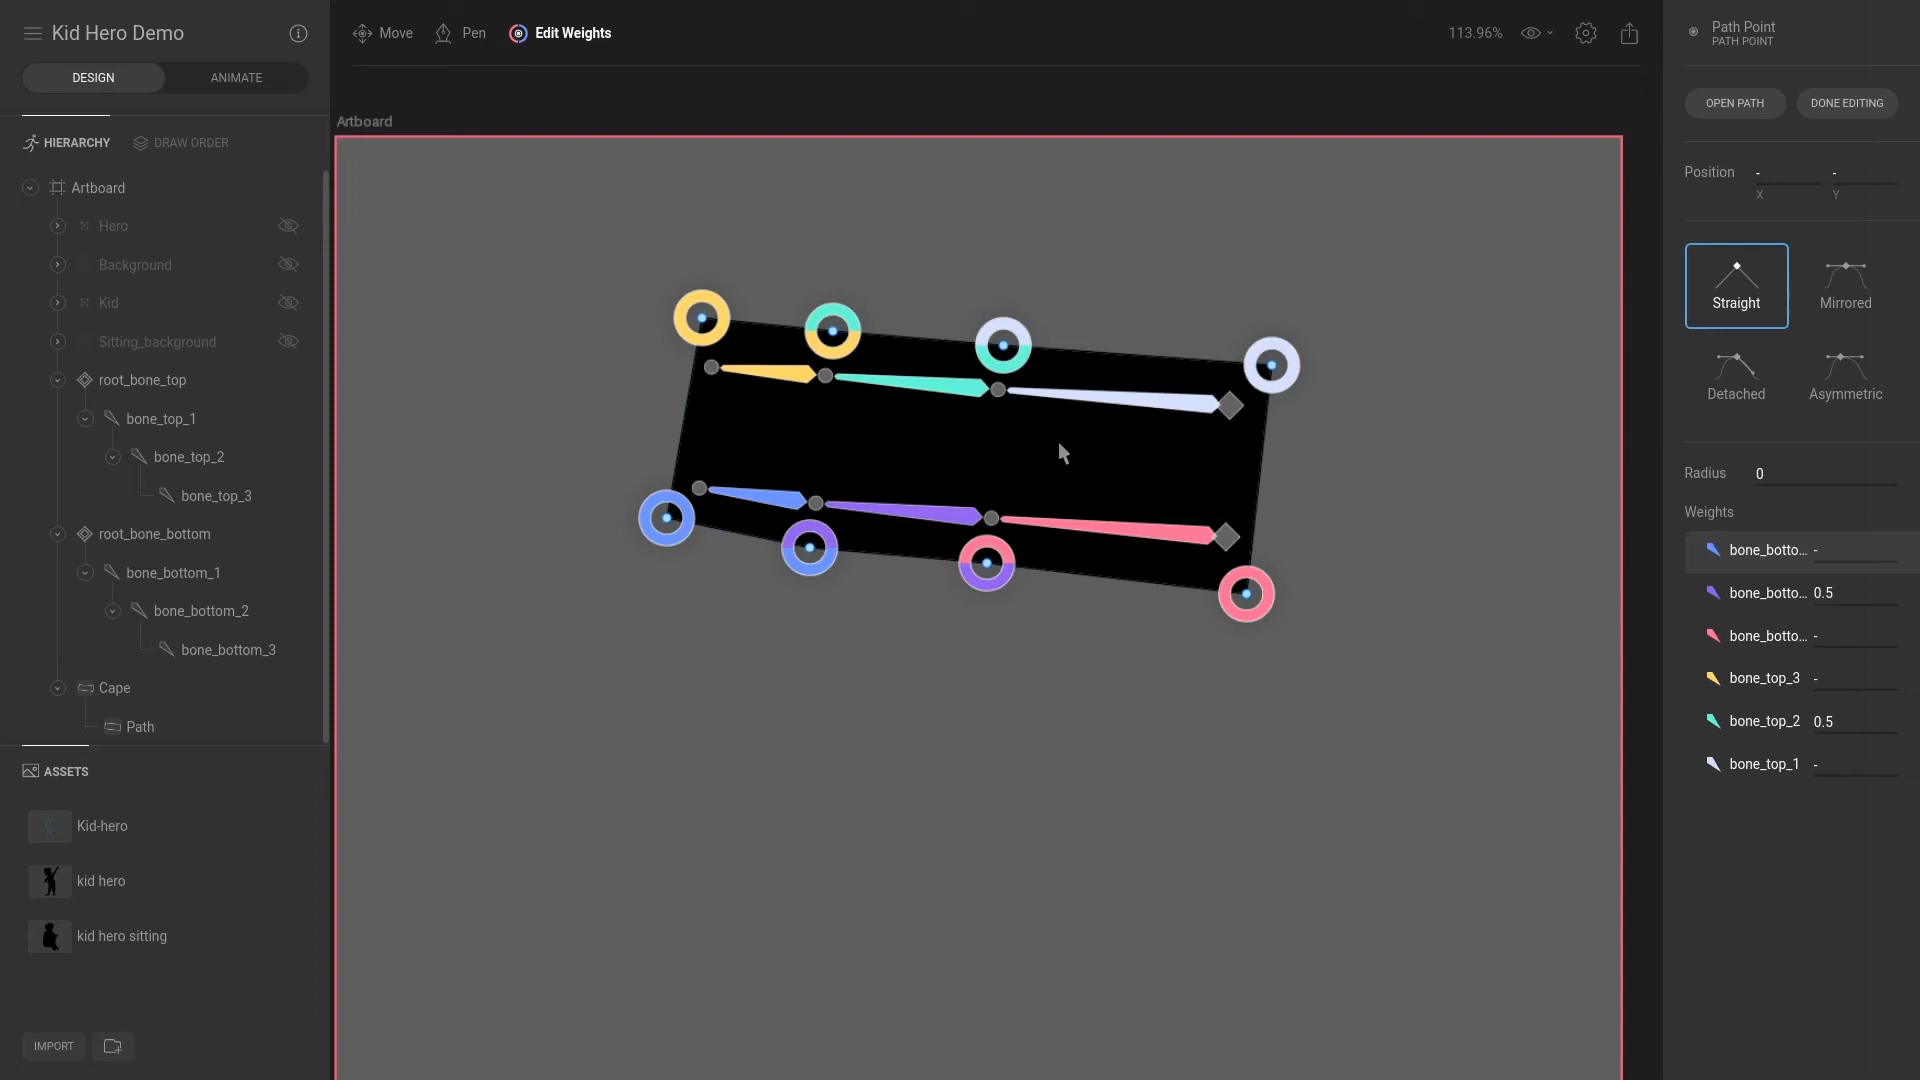 Kid Hero Demo
DESIGN
ANIMATE
HIERARCHY
DRAW ORDER
Artboard
Hero
Background
Kid
Sitting_background
root_bone_top
bone_top_1
bone_top_2
bone_top_3
root_bone_bottom
bone_bottom_1
bone_bottom_2
bone_bottom_3
Cape
Path
ASSETS
Kid-hero
kid hero
kid hero sitting
IMPORT
Move
Pen
Edit Weights
113.96%
Artboard
Path Point
PATH POINT
OPEN PATH
DONE EDITING
Position - -
X Y
Straight
Mirrored
Detached
Asymmetric
Radius 0
Weights
bone_botto... -
bone_botto... 0.5
bone_botto... -
bone_top_3 -
bone_top_2 0.5
bone_top_1 -